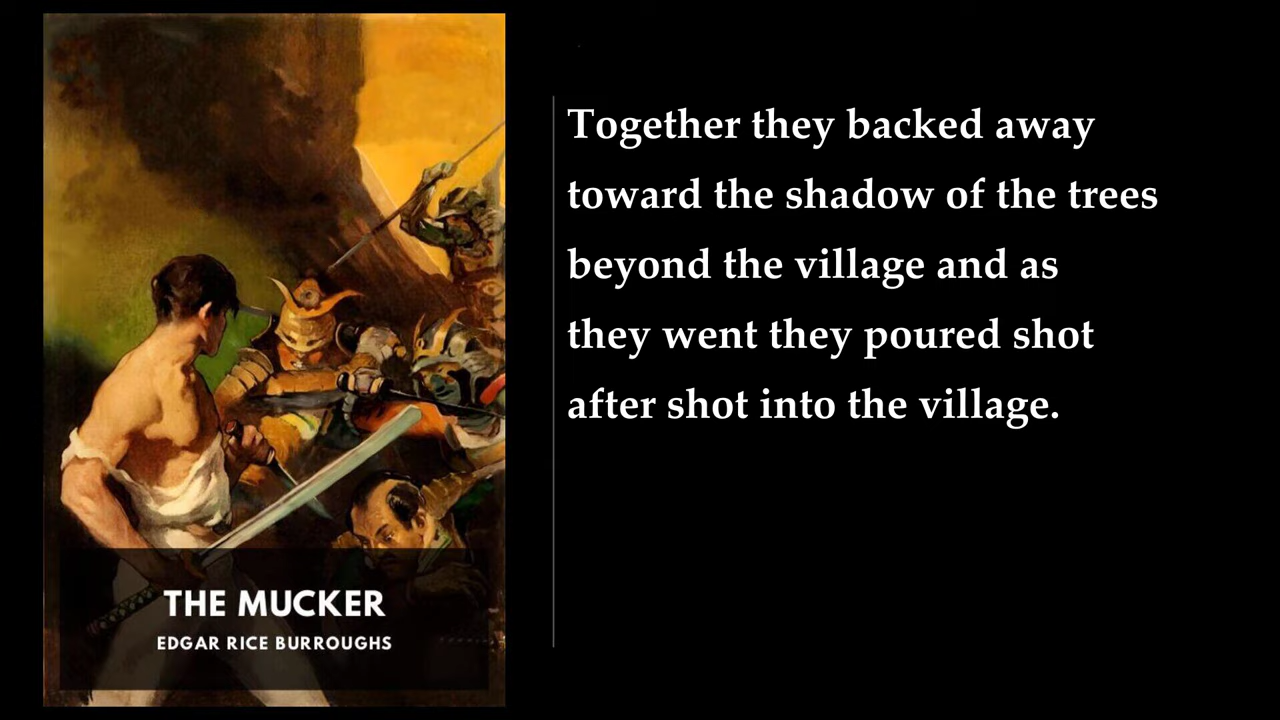 THE MUCKER
EDGAR RICE BURROUGHS
Together they backed away
toward the shadow of the trees
beyond the village and as
they went they poured shot
after shot into the village.